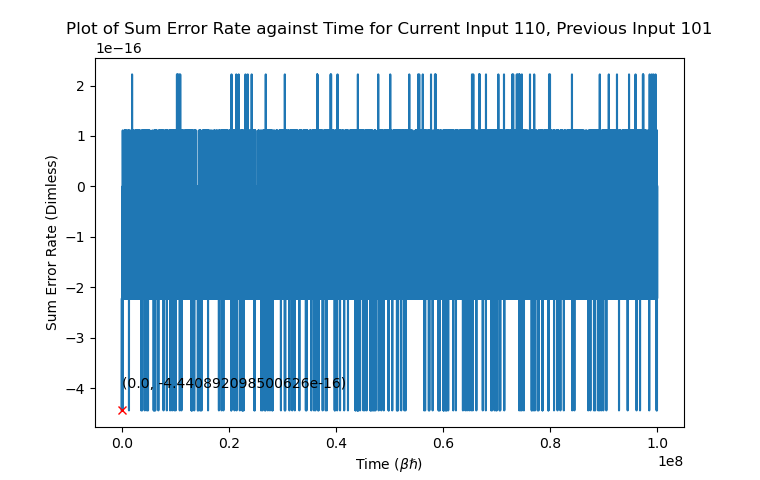 Plot of Sum Error Rate against Time for Current Input 110, Previous Input 101
1e−16
2
1
0
−1
−2
−3
−4
Sum Error Rate (Dimless)
(0.0, -4.440892098500626e-16)
0.0 0.2 0.4 0.6 0.8 1.0
Time (βℏ)
1e8